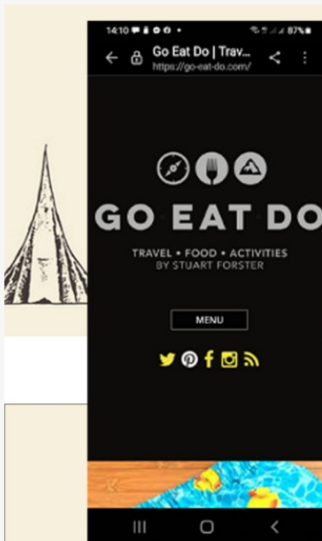 14:10 87%
Go Eat Do | Trav...
https://go-eat-do.com/
GO EAT DO
TRAVEL • FOOD • ACTIVITIES
BY STUART FORSTER
MENU